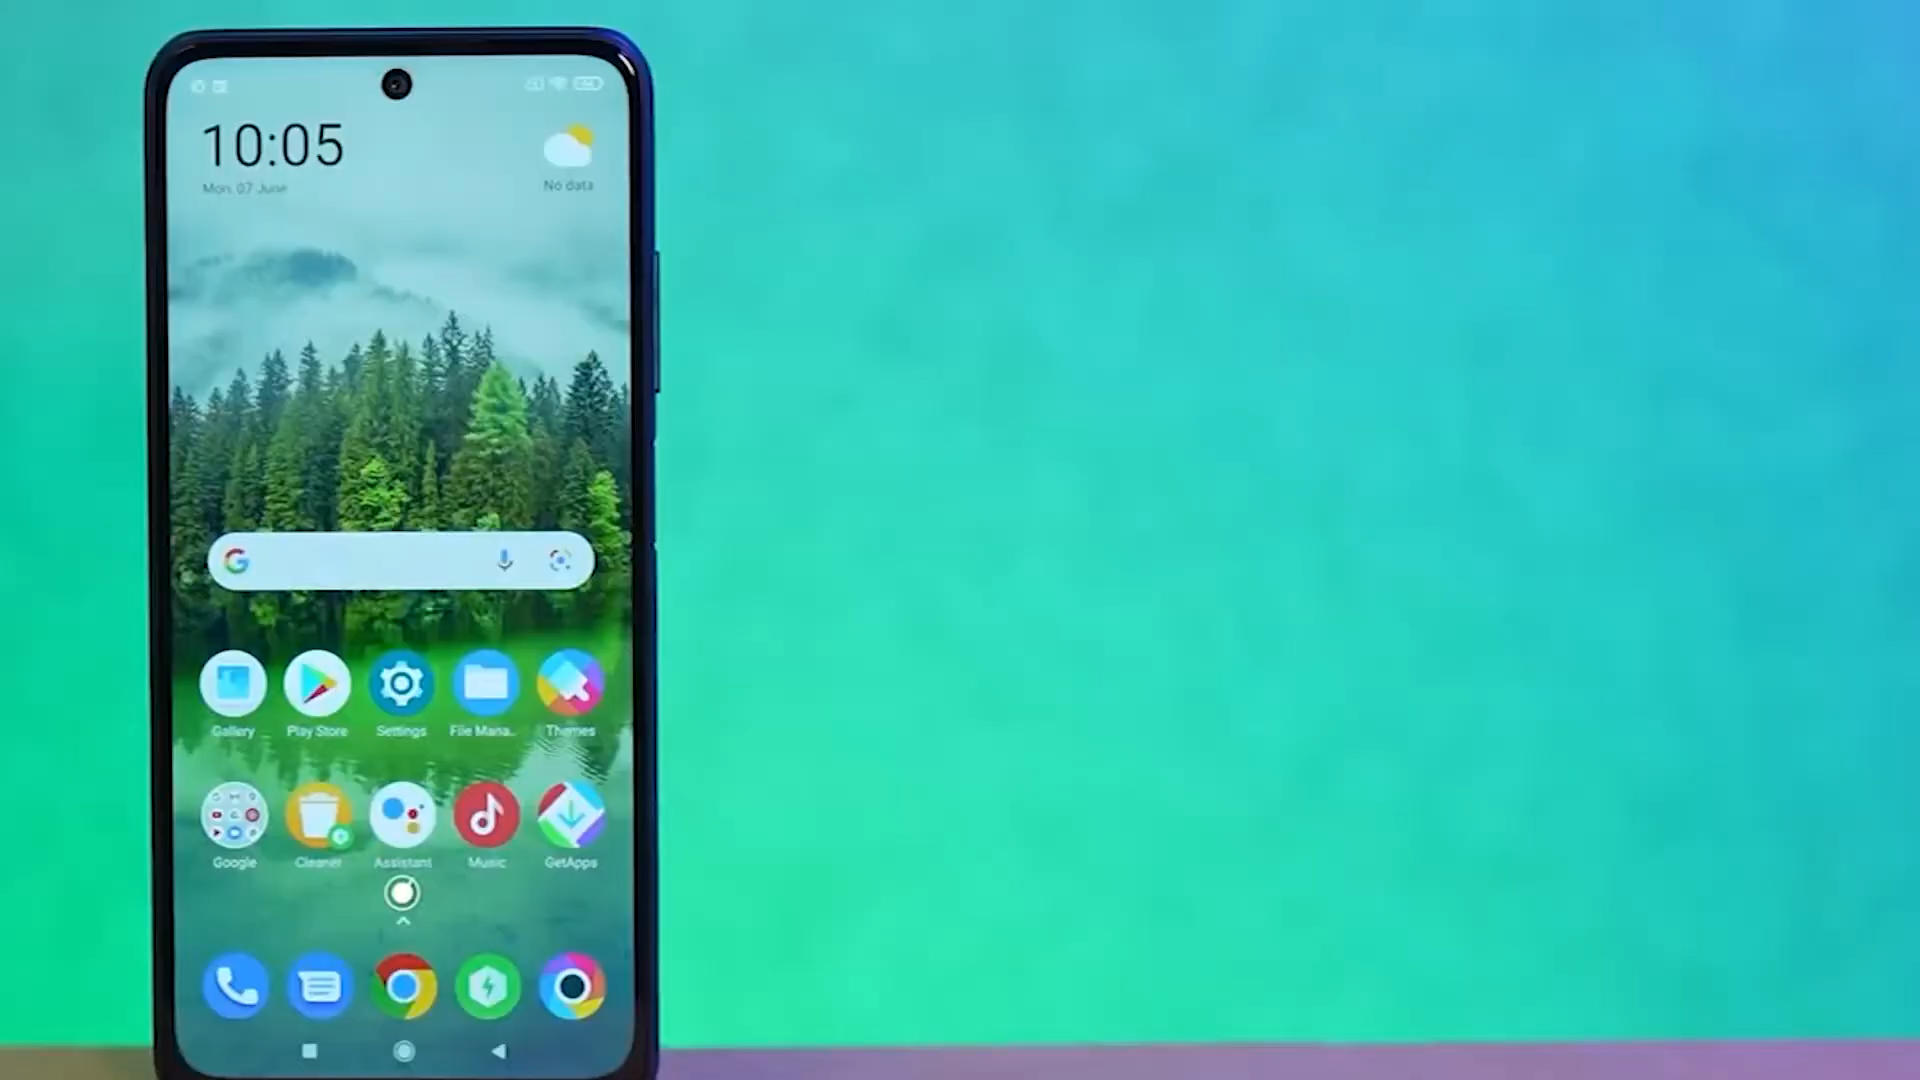 10:05
Mon, 07 June
No data
Gallery Play Store Settings File Mana.. Themes
Google Cleaner Assistant Music GetApps